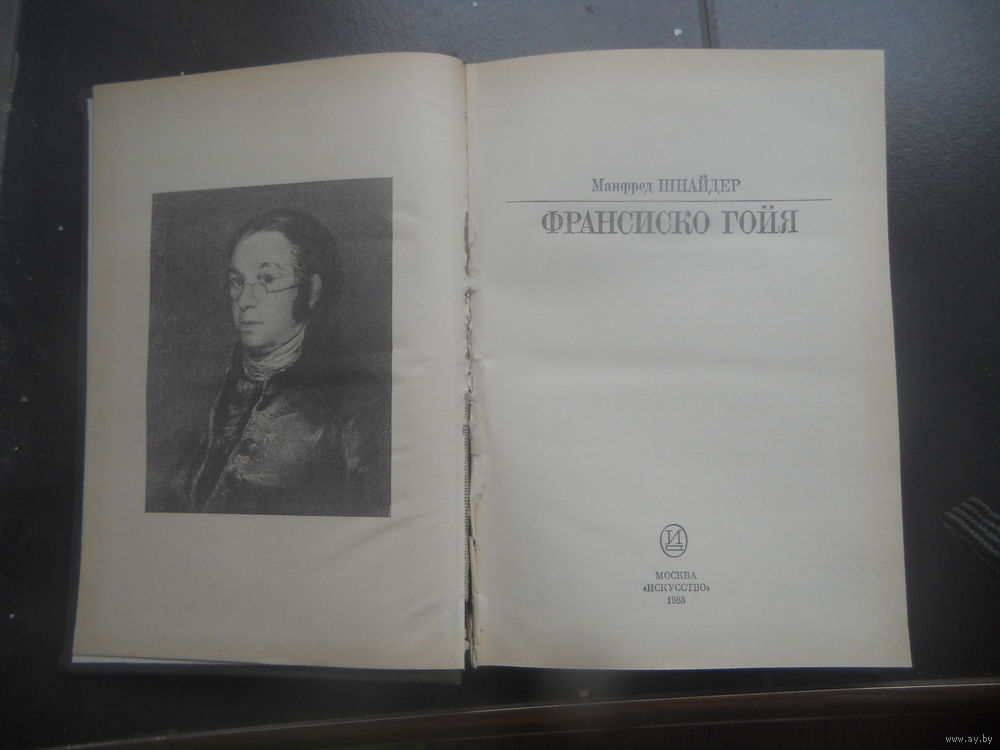 Манфред ШНАЙДЕР
ФРАНСИСКО ГОЙЯ
И
МОСКВА
«ИСКУССТВО»
1988
www.ay.by